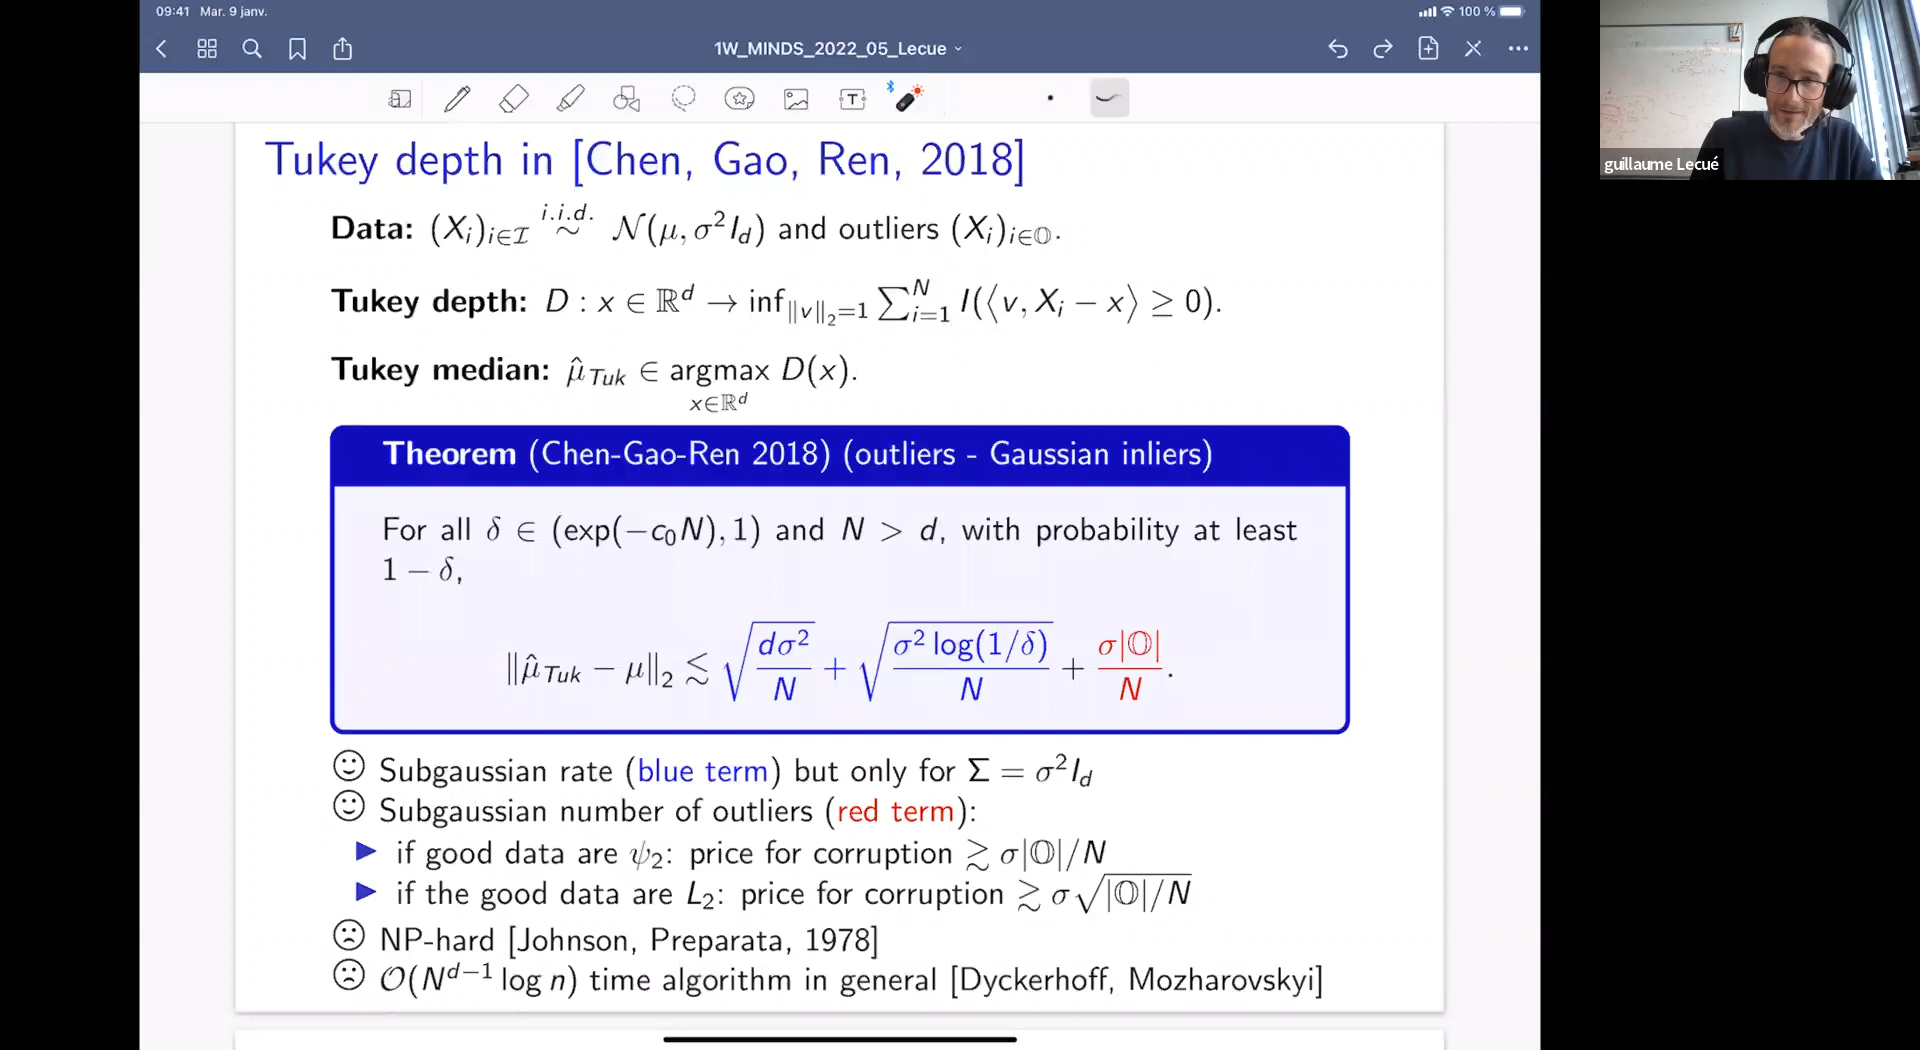 09:41 Mar. 9 janv.
100 %
1W_MINDS_2022_05_Lecue
T
guillaume Lecué
Tukey depth in [Chen, Gao, Ren, 2018]
Data: (X_i)_{i∈ℐ} i.i.d. ∼ 𝒩(μ, σ²I_d) and outliers (X_i)_{i∈𝕆}.
Tukey depth: D : x ∈ ℝ^d → inf_{‖v‖₂=1} ∑_{i=1}^N I(⟨v, X_i − x⟩ ≥ 0).
Tukey median: μ̂_{Tuk} ∈ argmax_{x∈ℝ^d} D(x).
Theorem (Chen-Gao-Ren 2018) (outliers - Gaussian inliers)
For all δ ∈ (exp(−c₀N), 1) and N > d, with probability at least
1 − δ,
‖μ̂_{Tuk} − μ‖₂ ≲ √(dσ²/N) + √(σ² log(1/δ)/N) + σ|𝕆|/N.
☺ Subgaussian rate (blue term) but only for Σ = σ²I_d
☺ Subgaussian number of outliers (red term):
▶ if good data are ψ₂: price for corruption ≳ σ|𝕆|/N
▶ if the good data are L₂: price for corruption ≳ σ√(|𝕆|/N)
☹ NP-hard [Johnson, Preparata, 1978]
☹ 𝒪(N^{d−1} log n) time algorithm in general [Dyckerhoff, Mozharovskyi]